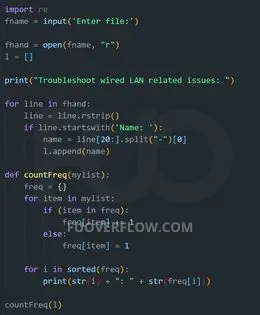 import re
fname = input('Enter file:')
fhand = open(fname, "r")
l = []
print("Troubleshoot wired LAN related issues: ")
for line in fhand:
    line = line.rstrip()
    if line.startswith('Name: '):
        name = line[20:].split("-")[0]
        l.append(name)
def countFreq(mylist):
    freq = {}
    for item in mylist:
        if (item in freq):
            freq[item] += 1
        else:
            freq[item] = 1
    for i in sorted(freq):
        print(str(i) + ": " + str(freq[i]))
countFreq(l)
FOOVERFLOW.COM